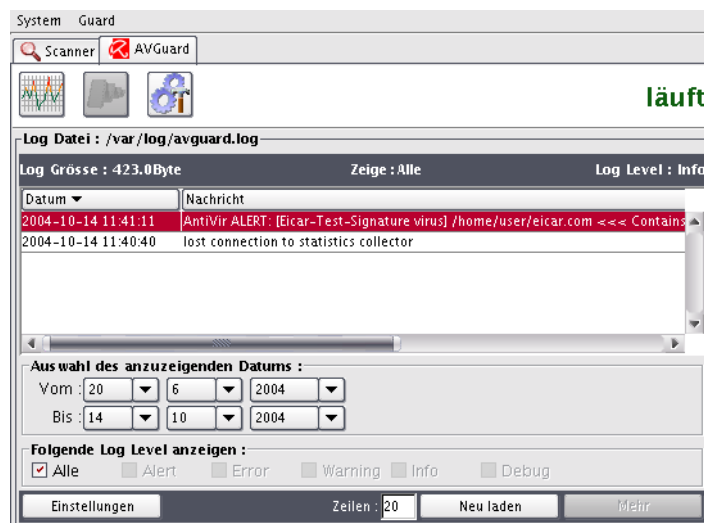 System Guard
Scanner AVGuard
läuft
Log Datei : /var/log/avguard.log
Log Grösse : 423.0Byte Zeige : Alle Log Level : Info
Datum Nachricht
2004-10-14 11:41:11 AntiVir ALERT: [Eicar-Test-Signature virus] /home/user/eicar.com <<< Contains
2004-10-14 11:40:40 lost connection to statistics collector
Auswahl des anzuzeigenden Datums :
Vom : 20 6 2004
Bis : 14 10 2004
Folgende Log Level anzeigen :
Alle Alert Error Warning Info Debug
Einstellungen Zeilen : 20 Neu laden Mehr